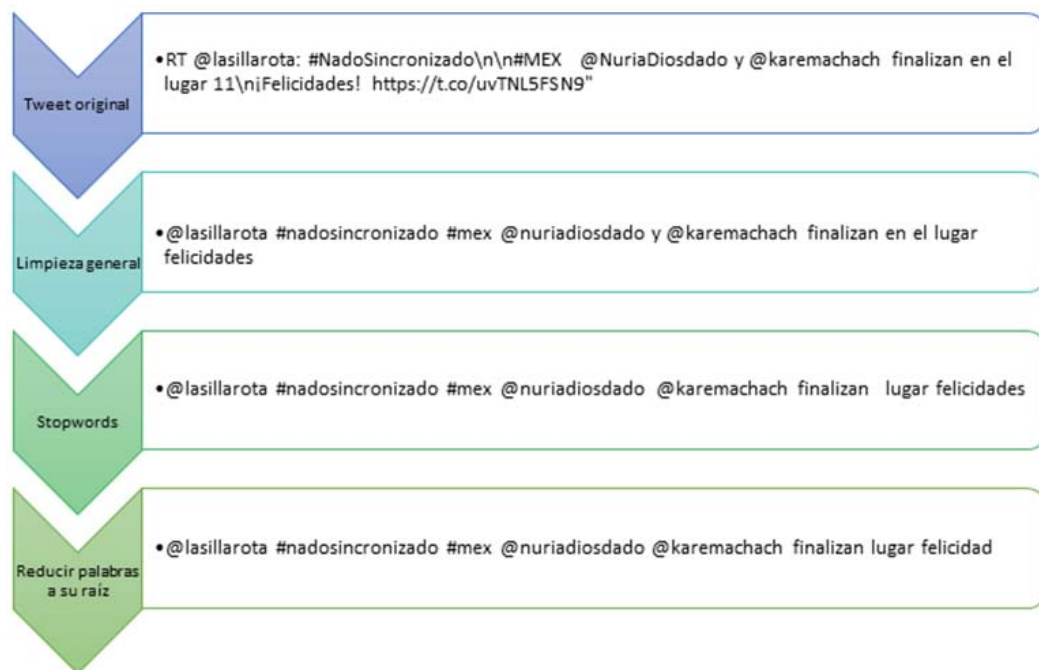 Tweet original
•RT @lasillarota: #NadoSincronizado\n\n#MEX @NuriaDiosdado y @karemachach finalizan en el
lugar 11\n¡Felicidades! https://t.co/uvTNL5FSN9"
Limpieza general
•@lasillarota #nadosincronizado #mex @nuriadiosdado y @karemachach finalizan en el lugar
felicidades
Stopwords
•@lasillarota #nadosincronizado #mex @nuriadiosdado @karemachach finalizan lugar felicidades
Reducir palabras
a su raíz
•@lasillarota #nadosincronizado #mex @nuriadiosdado @karemachach finalizan lugar felicidad